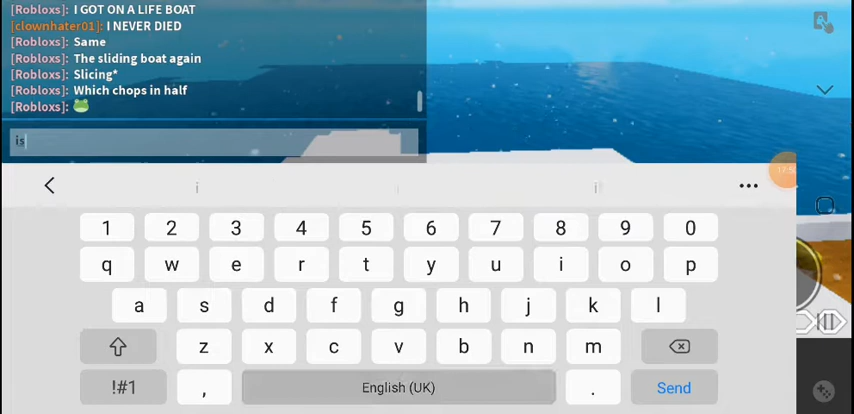 [Robloxs]: I GOT ON A LIFE BOAT
[clownhater01]: I NEVER DIED
[Robloxs]: Same
[Robloxs]: The sliding boat again
[Robloxs]: Slicing*
[Robloxs]: Which chops in half
[Robloxs]: 🐸
is
i i i
1 2 3 4 5 6 7 8 9 0
q w e r t y u i o p
a s d f g h j k l
z x c v b n m
!#1 , English (UK) . Send